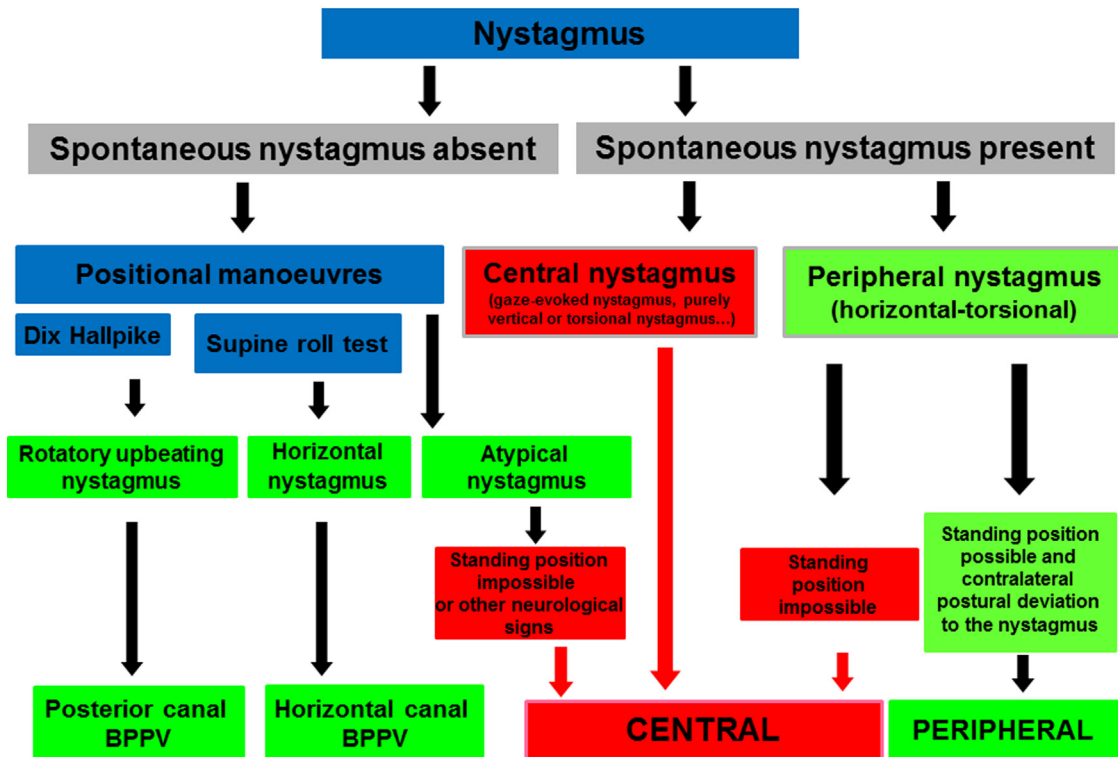 Nystagmus
Spontaneous nystagmus absent
Spontaneous nystagmus present
Positional manoeuvres
Central nystagmus
(gaze-evoked nystagmus, purely
vertical or torsional nystagmus...)
Peripheral nystagmus
(horizontal-torsional)
Dix Hallpike
Supine roll test
Rotatory upbeating
nystagmus
Horizontal
nystagmus
Atypical
nystagmus
Standing position
impossible
or other neurological
signs
Standing
position
impossible
Standing position
possible and
contralateral
postural deviation
to the nystagmus
Posterior canal
BPPV
Horizontal canal
BPPV
CENTRAL
PERIPHERAL